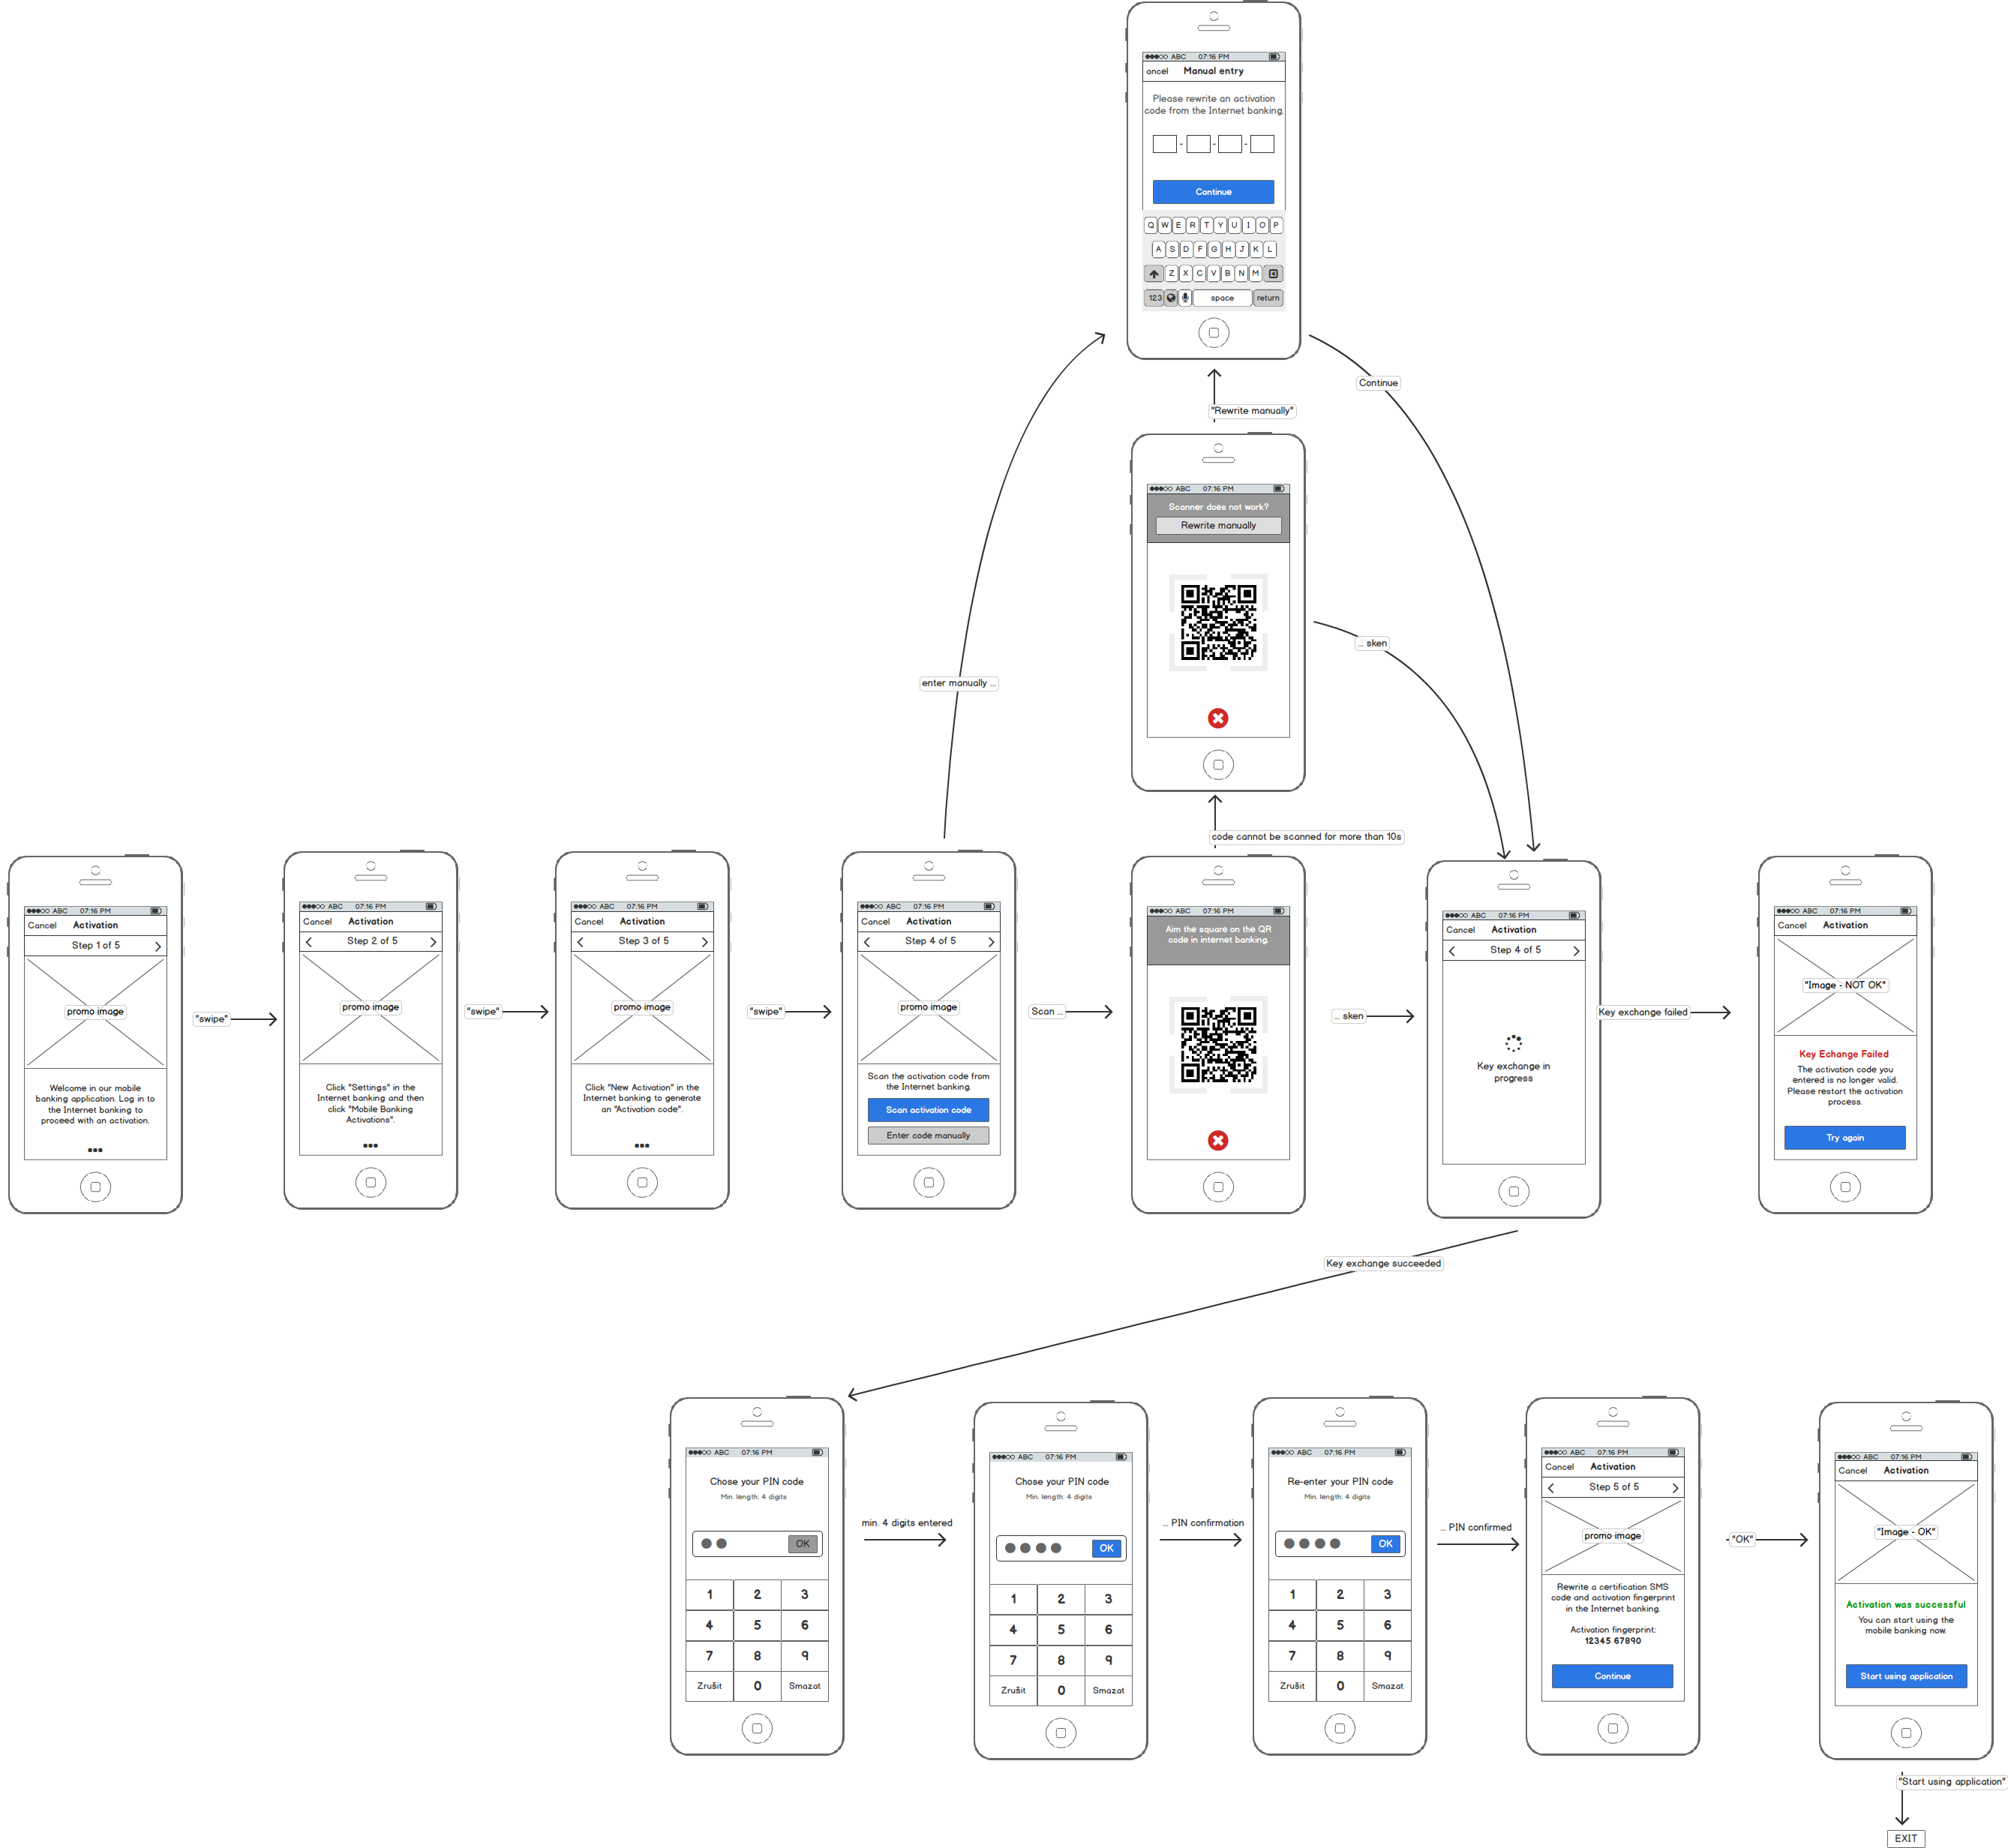 ABC 07:16 PM
ancel Manual entry
Please rewrite an activation
code from the Internet banking.
- - -
Continue
Q W E R T Y U I O P
A S D F G H J K L
Z X C V B N M
123 space return
Continue
"Rewrite manually"
ABC 07:16 PM
Scanner does not work?
Rewrite manually
... sken
enter manually ...
code cannot be scanned for more than 10s
ABC 07:16 PM
Cancel Activation
Step 1 of 5
promo image
Welcome in our mobile
banking application. Log in to
the Internet banking to
proceed with an activation.
"swipe"
ABC 07:16 PM
Cancel Activation
Step 2 of 5
promo image
Click "Settings" in the
Internet banking and then
click "Mobile Banking
Activations".
"swipe"
ABC 07:16 PM
Cancel Activation
Step 3 of 5
promo image
Click "New Activation" in the
Internet banking to generate
an "Activation code".
"swipe"
ABC 07:16 PM
Cancel Activation
Step 4 of 5
promo image
Scan the activation code from
the Internet banking.
Scan activation code
Enter code manually
Scan ...
ABC 07:16 PM
Aim the square on the QR
code in internet banking.
... sken
ABC 07:16 PM
Cancel Activation
Step 4 of 5
Key exchange in
progress
Key exchange failed
ABC 07:16 PM
Cancel Activation
"Image - NOT OK"
Key Echange Failed
The activation code you
entered is no longer valid.
Please restart the activation
process.
Try again
Key exchange succeeded
ABC 07:16 PM
Chose your PIN code
Min. length: 4 digits
OK
1 2 3
4 5 6
7 8 9
Zrušit 0 Smazat
min. 4 digits entered
ABC 07:16 PM
Chose your PIN code
Min. length: 4 digits
OK
1 2 3
4 5 6
7 8 9
Zrušit 0 Smazat
... PIN confirmation
ABC 07:16 PM
Re-enter your PIN code
Min. length: 4 digits
OK
1 2 3
4 5 6
7 8 9
Zrušit 0 Smazat
... PIN confirmed
ABC 07:16 PM
Cancel Activation
Step 5 of 5
promo image
Rewrite a certification SMS
code and activation fingerprint
in the Internet banking.
Activation fingerprint:
12345 67890
Continue
"OK"
ABC 07:16 PM
Cancel Activation
"Image - OK"
Activation was successful
You can start using the
mobile banking now.
Start using application
"Start using application"
EXIT